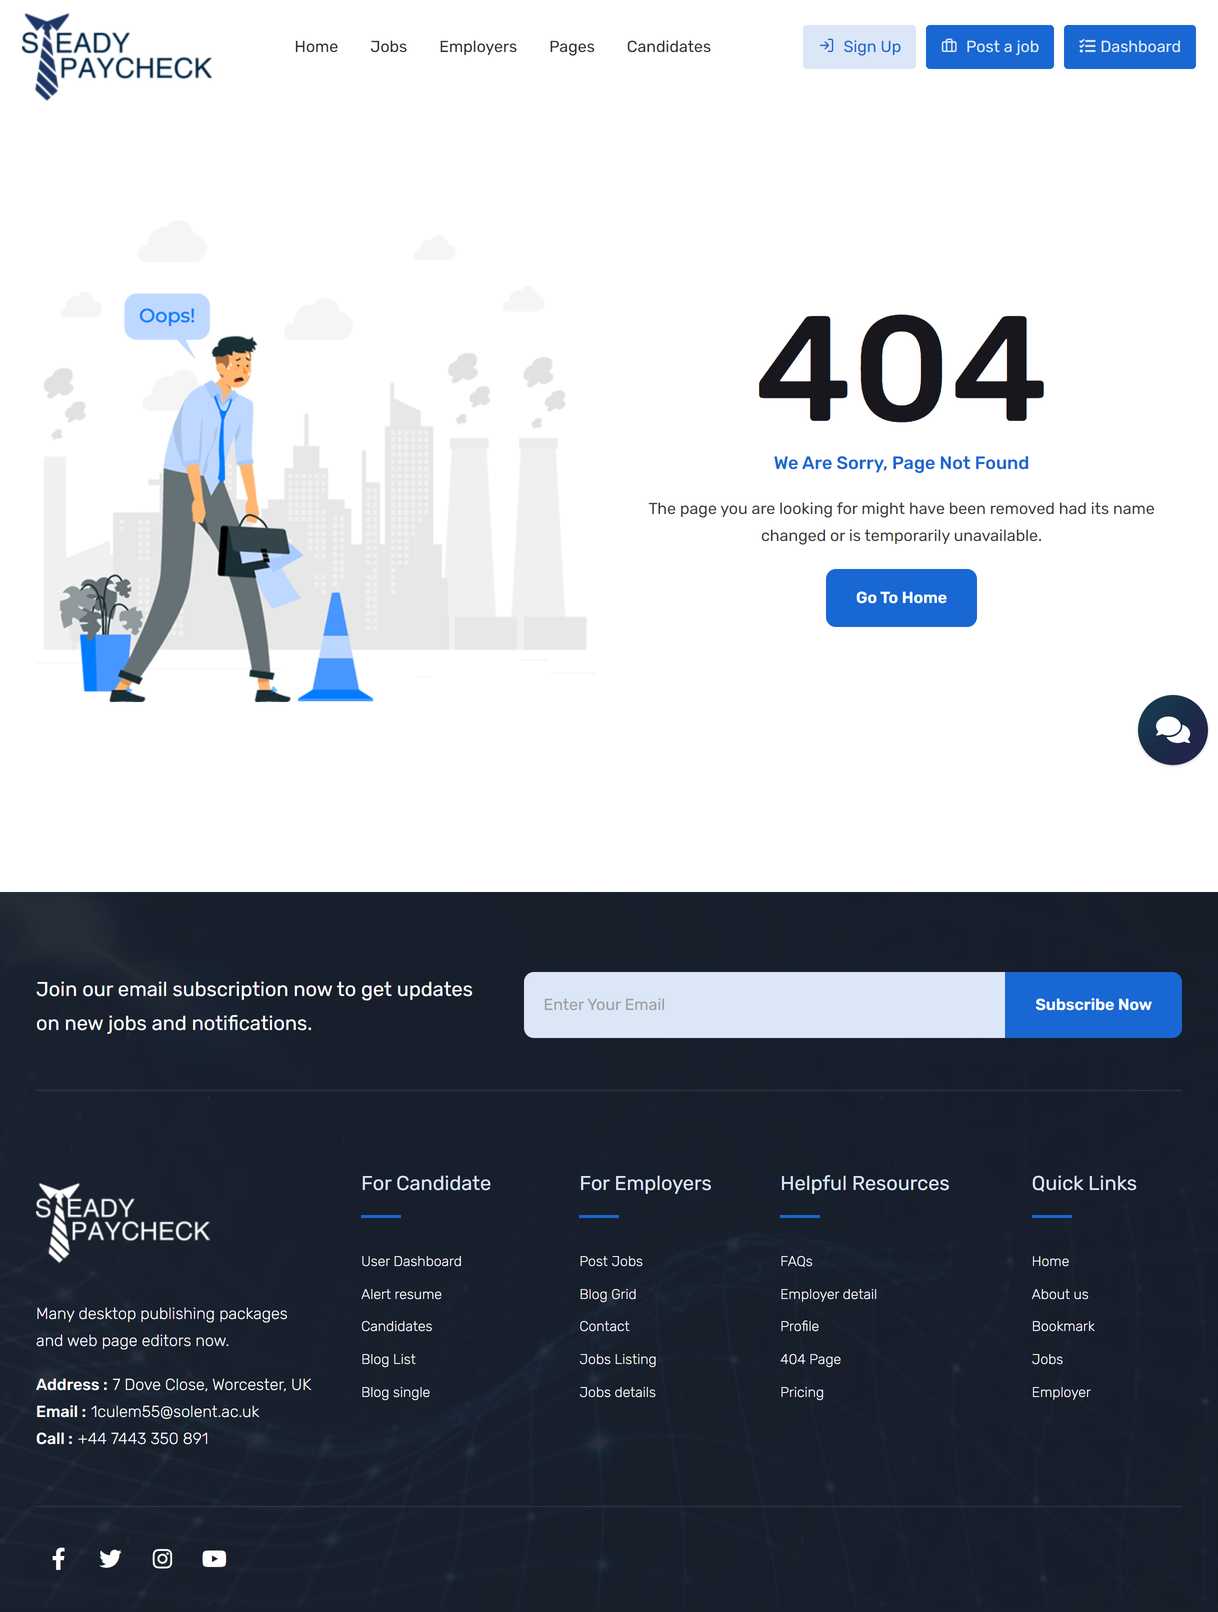 STEADY
PAYCHECK
Home
Jobs
Employers
Pages
Candidates
Sign Up
Post a job
Dashboard
Oops!
404
We Are Sorry, Page Not Found
The page you are looking for might have been removed had its name
changed or is temporarily unavailable.
Go To Home
Join our email subscription now to get updates
on new jobs and notifications.
Enter Your Email
Subscribe Now
STEADY
PAYCHECK
Many desktop publishing packages
and web page editors now.
Address : 7 Dove Close, Worcester, UK
Email : 1culem55@solent.ac.uk
Call : +44 7443 350 891
For Candidate
User Dashboard
Alert resume
Candidates
Blog List
Blog single
For Employers
Post Jobs
Blog Grid
Contact
Jobs Listing
Jobs details
Helpful Resources
FAQs
Employer detail
Profile
404 Page
Pricing
Quick Links
Home
About us
Bookmark
Jobs
Employer